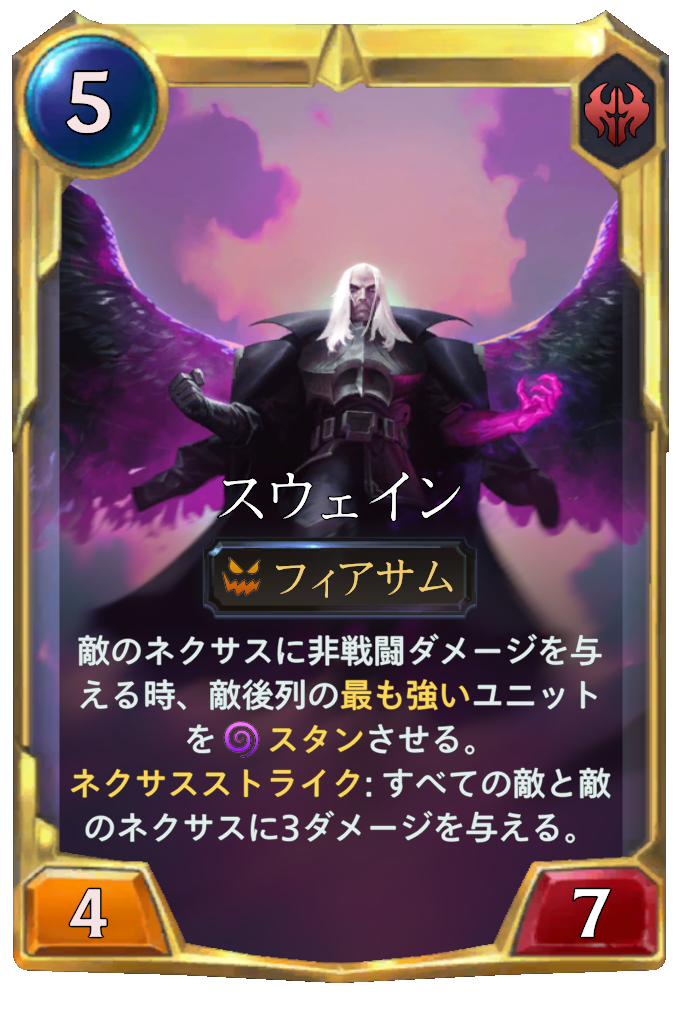 5
スウェイン
フィアサム
敵のネクサスに非戦闘ダメージを与
える時、敵後列の最も強いユニット
を スタンさせる。
ネクサスストライク: すべての敵と敵
のネクサスに3ダメージを与える。
4
7